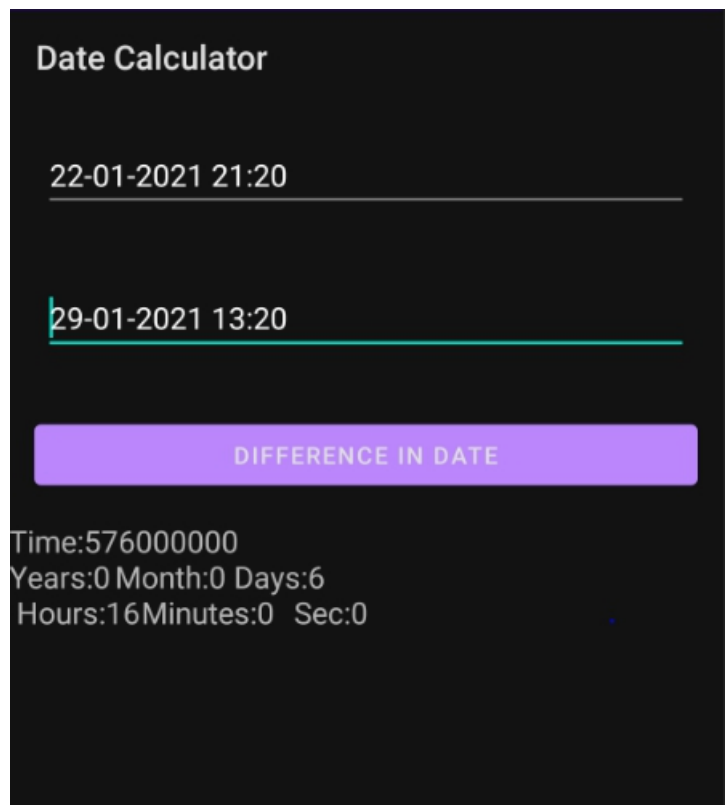 Date Calculator
22-01-2021 21:20
29-01-2021 13:20
DIFFERENCE IN DATE
Time:576000000
Years:0 Month:0 Days:6
Hours:16Minutes:0 Sec:0